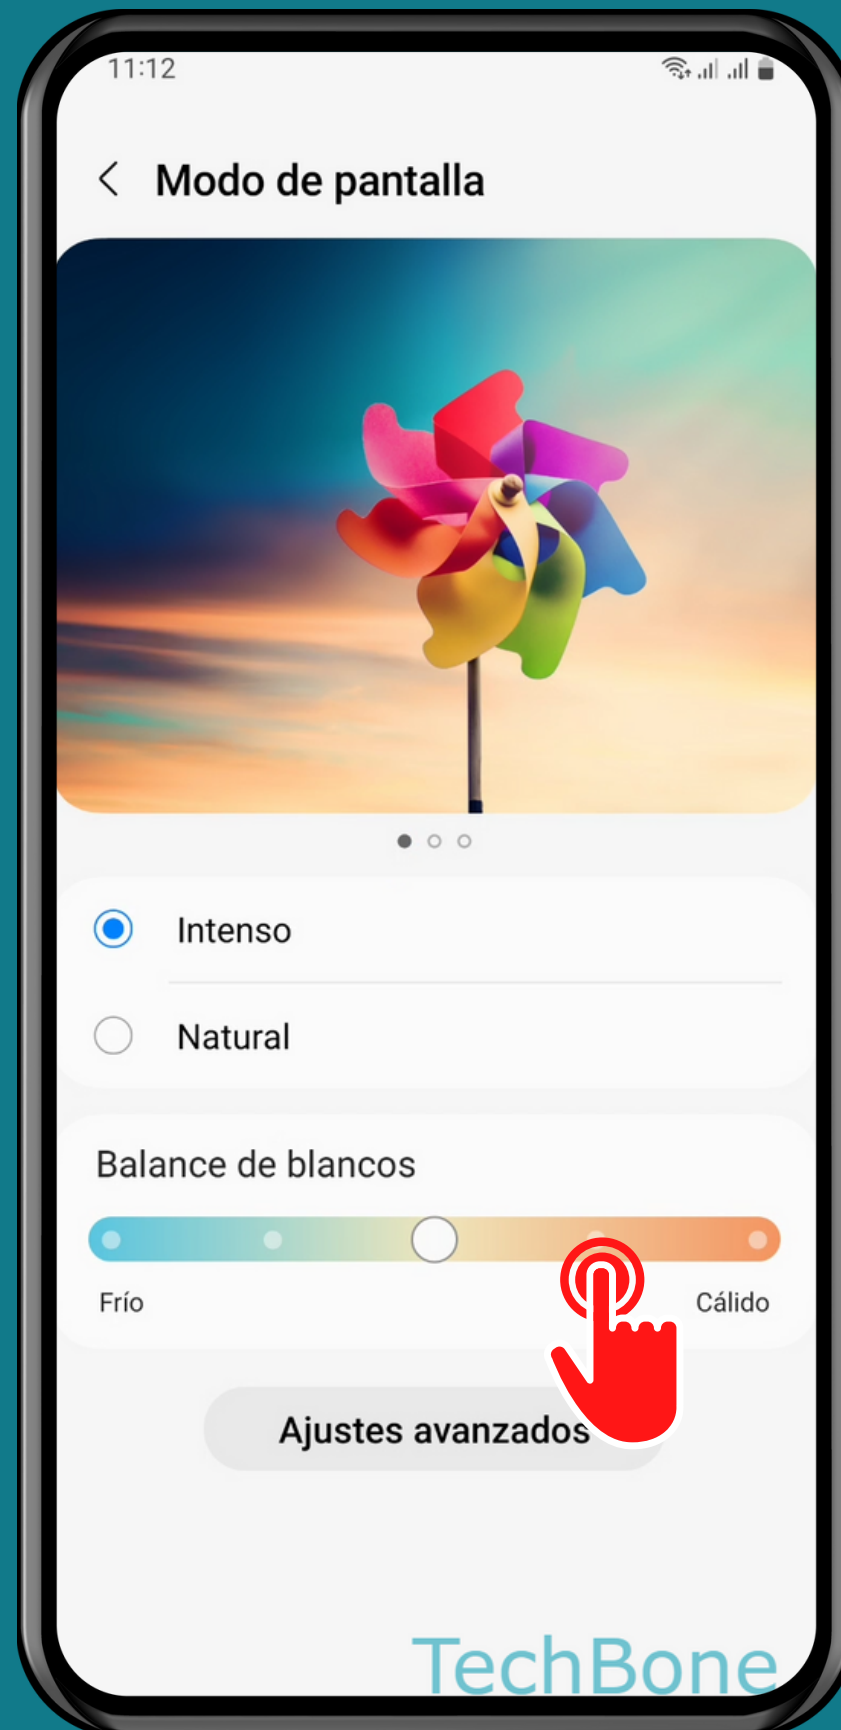 11:12
Modo de pantalla
Intenso
Natural
Balance de blancos
Frío
Cálido
Ajustes avanzados
TechBone